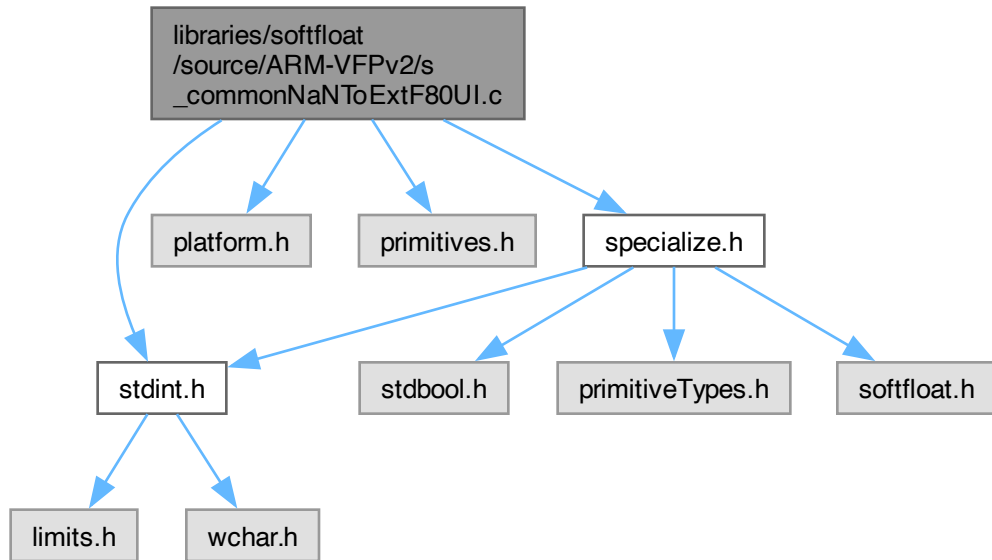 libraries/softfloat
/source/ARM-VFPv2/s
_commonNaNToExtF80UI.c
platform.h
primitives.h
specialize.h
stdint.h
stdbool.h
primitiveTypes.h
softfloat.h
limits.h
wchar.h